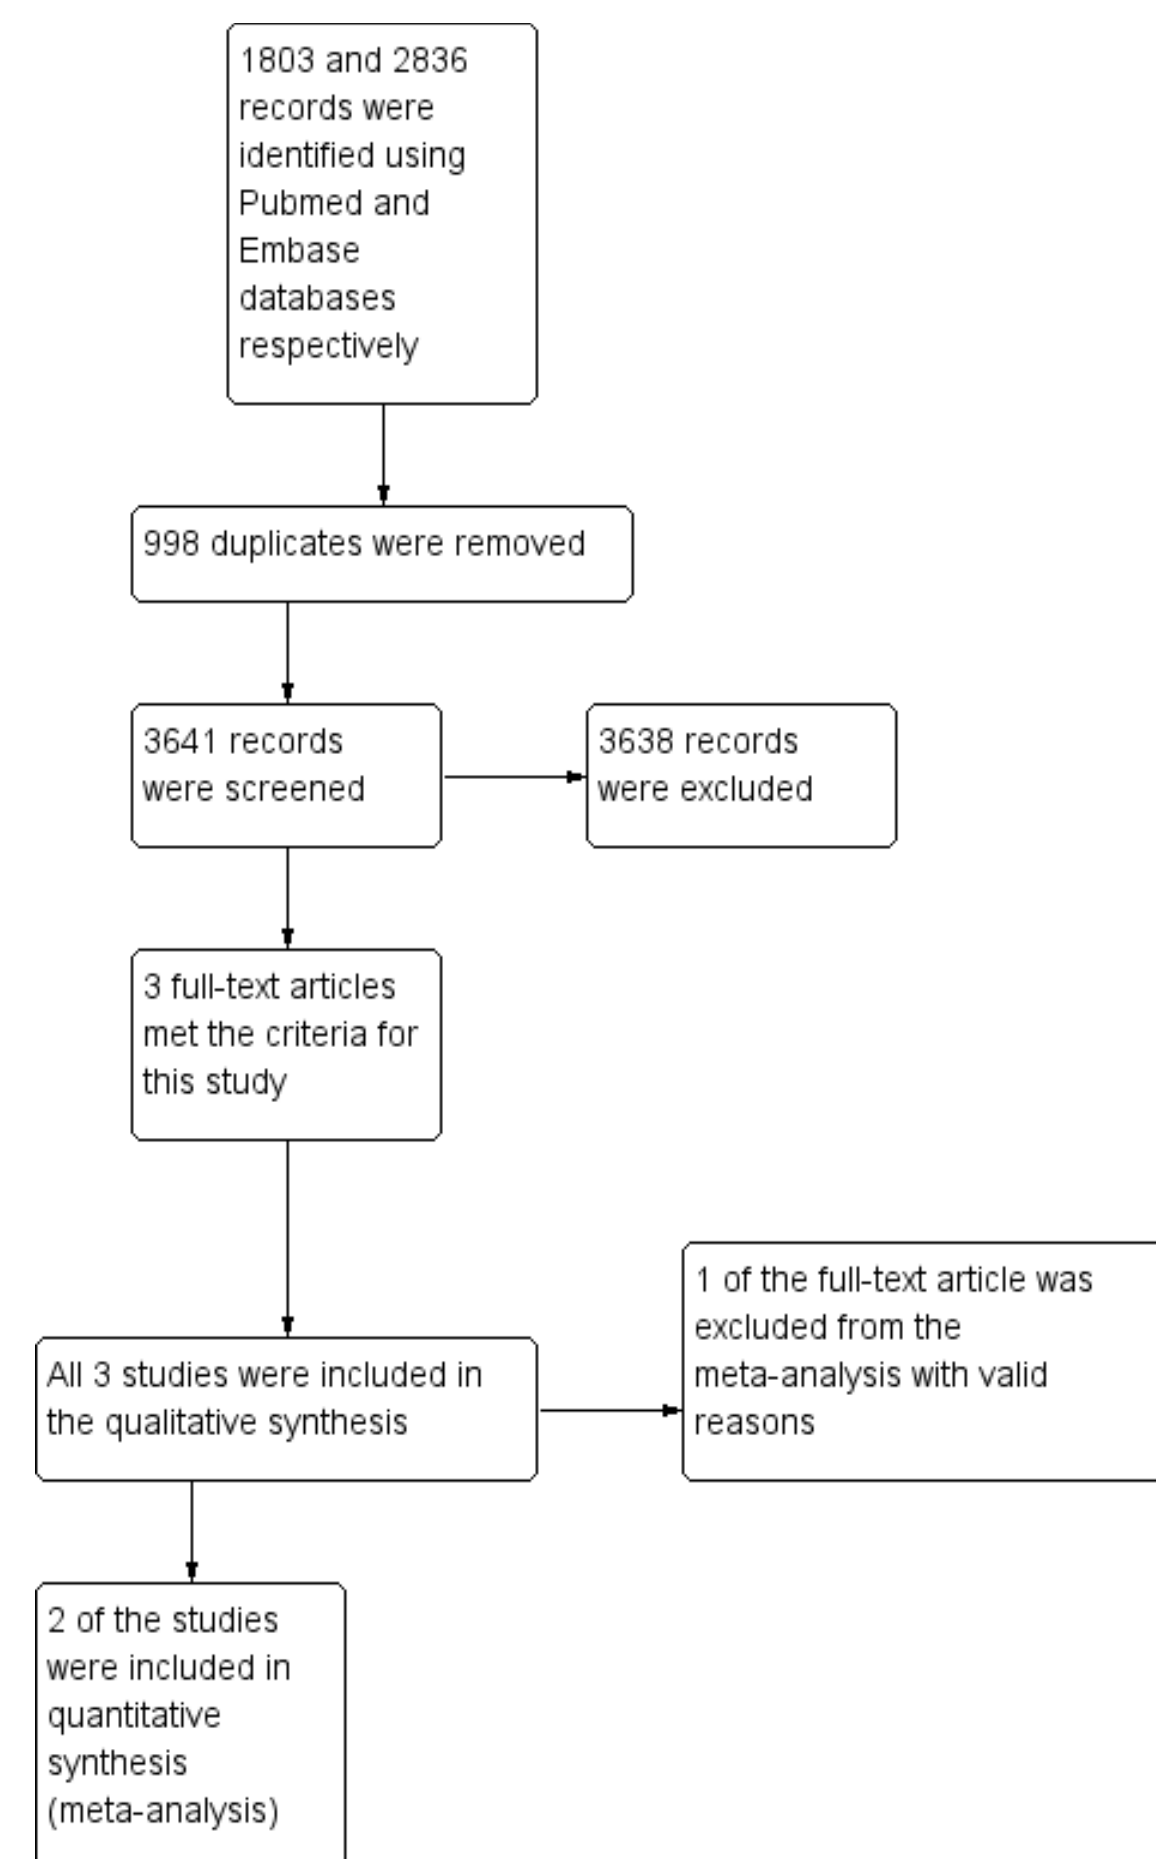 1803 and 2836
records were
identified using
Pubmed and
Embase
databases
respectively
998 duplicates were removed
3641 records
were screened
3638 records
were excluded
3 full-text articles
met the criteria for
this study
1 of the full-text article was
excluded from the
meta-analysis with valid
reasons
All 3 studies were included in
the qualitative synthesis
2 of the studies
were included in
quantitative
synthesis
(meta-analysis)